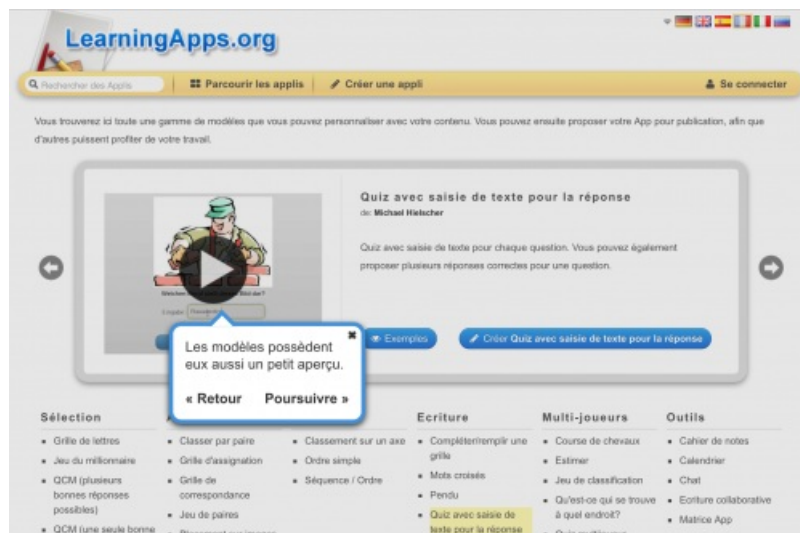 LearningApps.org
Rechercher des Applis
Parcourir les applis
Créer une appli
Se connecter
Vous trouverez ici toute une gamme de modèles que vous pouvez personnaliser avec votre contenu. Vous pouvez ensuite proposer votre App pour publication, afin que
d'autres puissent profiter de votre travail.
Quiz avec saisie de texte pour la réponse
de: Michael Hielscher
Quiz avec saisie de texte pour chaque question. Vous pouvez également
proposer plusieurs réponses correctes pour une question.
Les modèles possèdent
eux aussi un petit aperçu.
« Retour Poursuivre »
Exemples
Créer Quiz avec saisie de texte pour la réponse
Sélection
Grille de lettres
Jeu du millionnaire
QCM (plusieurs
bonnes réponses
possibles)
QCM (une seule bonne
Classer par paire
Grille d'assignation
Grille de
correspondance
Jeu de paires
Classement sur un axe
Ordre simple
Séquence / Ordre
Ecriture
Compléter/remplir une
grille
Mots croisés
Pendu
Quiz avec saisie de
texte pour la réponse
Multi-joueurs
Course de chevaux
Estimer
Jeu de classification
Qu'est-ce qui se trouve
à quel endroit?
Outils
Cahier de notes
Calendrier
Chat
Ecriture collaborative
Matrice App